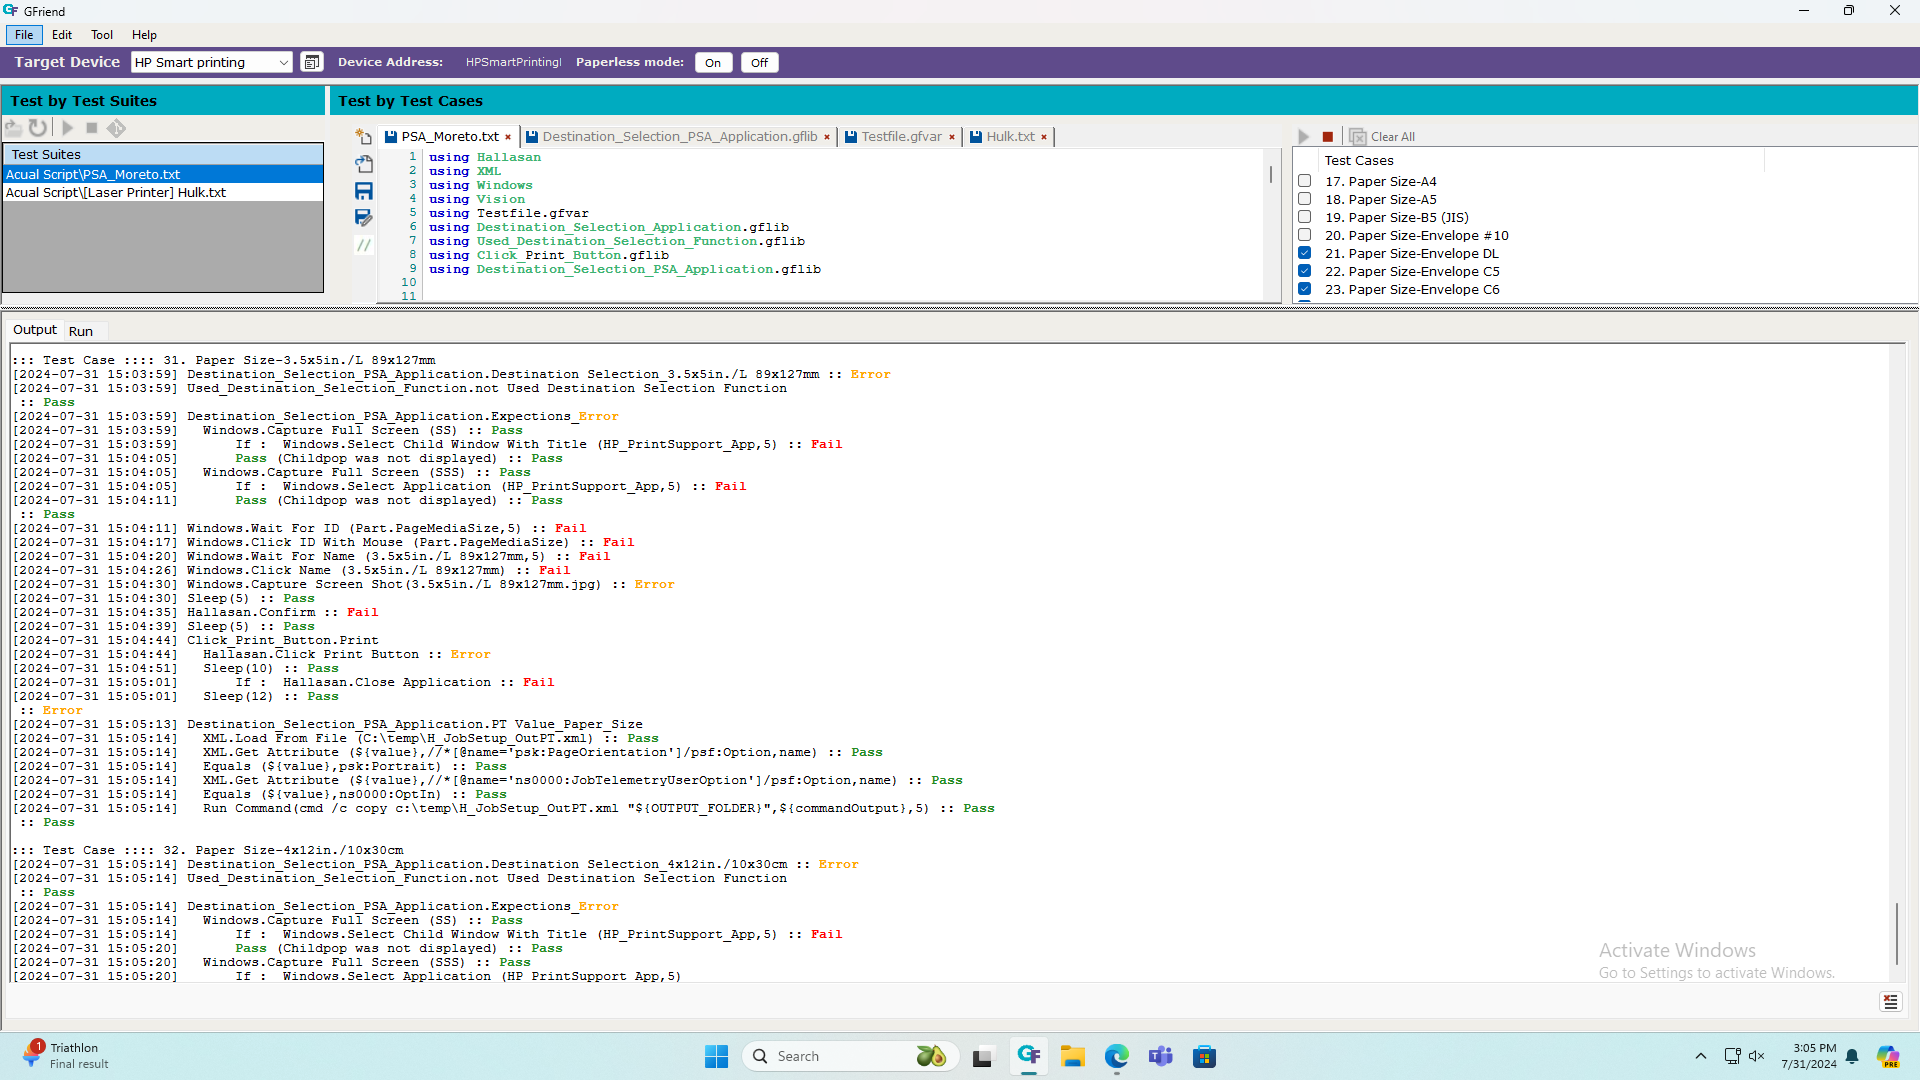 GFriend
File Edit Tool Help
Target Device HP Smart printing Device Address: HPSmartPrintingI Paperless mode: On Off
Test by Test Suites
Test by Test Cases
Test Suites
Acual Script\PSA_Moreto.txt
Acual Script\[Laser Printer] Hulk.txt
PSA_Moreto.txt × Destination_Selection_PSA_Application.gflib × Testfile.gfvar × Hulk.txt ×
1 using Hallasan
2 using XML
3 using Windows
4 using Vision
5 using Testfile.gfvar
6 using Destination_Selection_Application.gflib
7 using Used_Destination_Selection_Function.gflib
8 using Click_Print_Button.gflib
9 using Destination_Selection_PSA_Application.gflib
10
11
Clear All
Test Cases
17. Paper Size-A4
18. Paper Size-A5
19. Paper Size-B5 (JIS)
20. Paper Size-Envelope #10
21. Paper Size-Envelope DL
22. Paper Size-Envelope C5
23. Paper Size-Envelope C6
Output Run
::: Test Case :::: 31. Paper Size-3.5x5in./L 89x127mm
[2024-07-31 15:03:59] Destination_Selection_PSA_Application.Destination Selection_3.5x5in./L 89x127mm :: Error
[2024-07-31 15:03:59] Used_Destination_Selection_Function.not Used Destination Selection Function
:: Pass
[2024-07-31 15:03:59] Destination_Selection_PSA_Application.Expections_Error
[2024-07-31 15:03:59] Windows.Capture Full Screen (SS) :: Pass
[2024-07-31 15:03:59] If : Windows.Select Child Window With Title (HP_PrintSupport_App,5) :: Fail
[2024-07-31 15:04:05] Pass (Childpop was not displayed) :: Pass
[2024-07-31 15:04:05] Windows.Capture Full Screen (SSS) :: Pass
[2024-07-31 15:04:05] If : Windows.Select Application (HP_PrintSupport_App,5) :: Fail
[2024-07-31 15:04:11] Pass (Childpop was not displayed) :: Pass
:: Pass
[2024-07-31 15:04:11] Windows.Wait For ID (Part.PageMediaSize,5) :: Fail
[2024-07-31 15:04:17] Windows.Click ID With Mouse (Part.PageMediaSize) :: Fail
[2024-07-31 15:04:20] Windows.Wait For Name (3.5x5in./L 89x127mm,5) :: Fail
[2024-07-31 15:04:26] Windows.Click Name (3.5x5in./L 89x127mm) :: Fail
[2024-07-31 15:04:30] Windows.Capture Screen Shot(3.5x5in./L 89x127mm.jpg) :: Error
[2024-07-31 15:04:30] Sleep(5) :: Pass
[2024-07-31 15:04:35] Hallasan.Confirm :: Fail
[2024-07-31 15:04:39] Sleep(5) :: Pass
[2024-07-31 15:04:44] Click_Print_Button.Print
[2024-07-31 15:04:44] Hallasan.Click Print Button :: Error
[2024-07-31 15:04:51] Sleep(10) :: Pass
[2024-07-31 15:05:01] If : Hallasan.Close Application :: Fail
[2024-07-31 15:05:01] Sleep(12) :: Pass
:: Error
[2024-07-31 15:05:13] Destination_Selection_PSA_Application.PT Value_Paper_Size
[2024-07-31 15:05:14] XML.Load From File (C:\temp\H_JobSetup_OutPT.xml) :: Pass
[2024-07-31 15:05:14] XML.Get Attribute (${value},//*[@name='psk:PageOrientation']/psf:Option,name) :: Pass
[2024-07-31 15:05:14] Equals (${value},psk:Portrait) :: Pass
[2024-07-31 15:05:14] XML.Get Attribute (${value},//*[@name='ns0000:JobTelemetryUserOption']/psf:Option,name) :: Pass
[2024-07-31 15:05:14] Equals (${value},ns0000:OptIn) :: Pass
[2024-07-31 15:05:14] Run Command(cmd /c copy c:\temp\H_JobSetup_OutPT.xml "${OUTPUT_FOLDER}",${commandOutput},5) :: Pass
:: Pass
::: Test Case :::: 32. Paper Size-4x12in./10x30cm
[2024-07-31 15:05:14] Destination_Selection_PSA_Application.Destination Selection_4x12in./10x30cm :: Error
[2024-07-31 15:05:14] Used_Destination_Selection_Function.not Used Destination Selection Function
:: Pass
[2024-07-31 15:05:14] Destination_Selection_PSA_Application.Expections_Error
[2024-07-31 15:05:14] Windows.Capture Full Screen (SS) :: Pass
[2024-07-31 15:05:14] If : Windows.Select Child Window With Title (HP_PrintSupport_App,5) :: Fail
[2024-07-31 15:05:20] Pass (Childpop was not displayed) :: Pass
[2024-07-31 15:05:20] Windows.Capture Full Screen (SSS) :: Pass
[2024-07-31 15:05:20] If : Windows.Select Application (HP PrintSupport App,5)
Activate Windows
Go to Settings to activate Windows.
1
Triathlon
Final result
Search
3:05 PM
7/31/2024
PRE